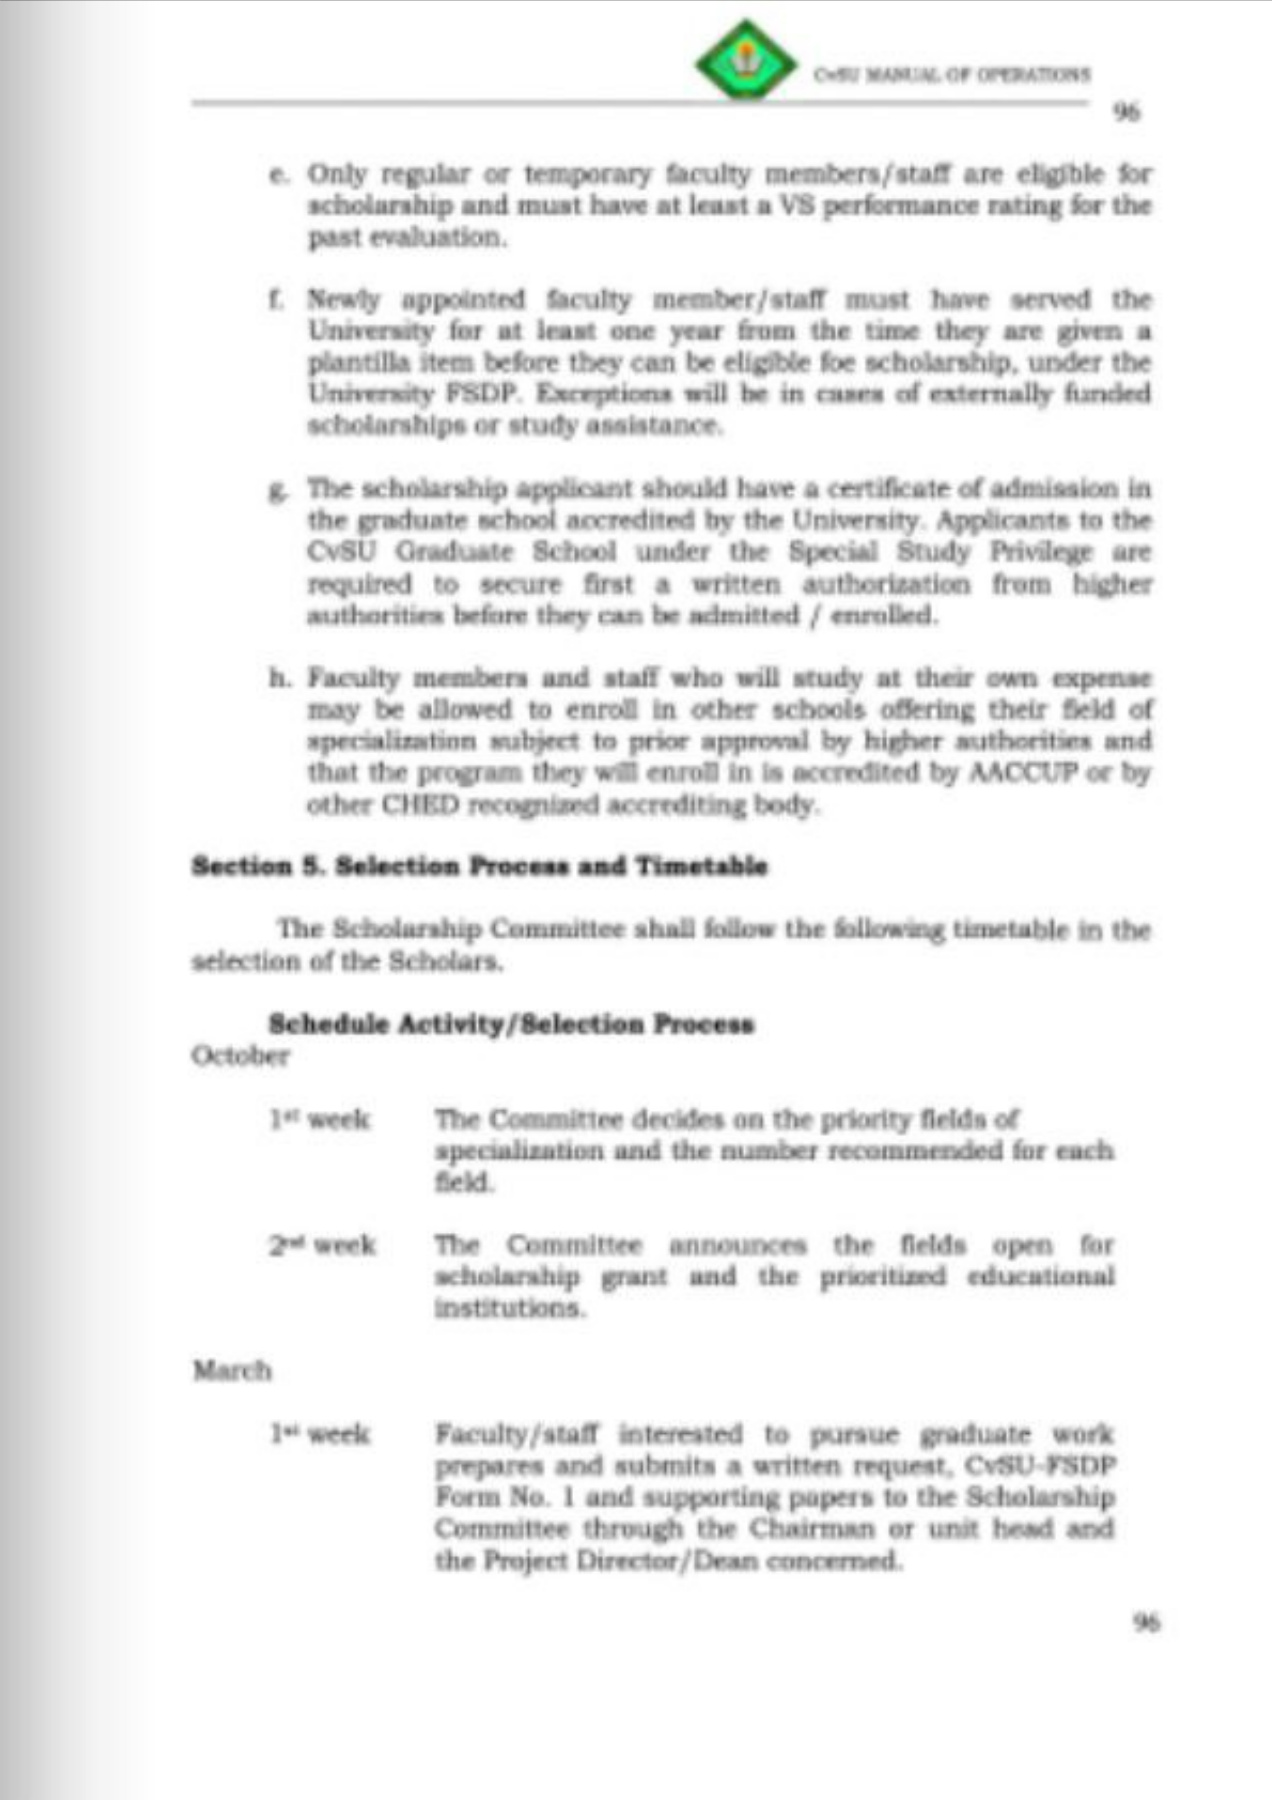 CvSU MANUAL OF OPERATIONS
96
e. Only regular or temporary faculty members/staff are eligible for
scholarship and must have at least a VS performance rating for the
past evaluation.
f. Newly appointed faculty member/staff must have served the
University for at least one year from the time they are given a
plantilla item before they can be eligible foe scholarship, under the
University FSDP. Exceptions will be in cases of externally funded
scholarships or study assistance.
g. The scholarship applicant should have a certificate of admission in
the graduate school accredited by the University. Applicants to the
CvSU Graduate School under the Special Study Privilege are
required to secure first a written authorization from higher
authorities before they can be admitted / enrolled.
h. Faculty members and staff who will study at their own expense
may be allowed to enroll in other schools offering their field of
specialization subject to prior approval by higher authorities and
that the program they will enroll in is accredited by AACCUP or by
other CHED recognized accrediting body.
Section 5. Selection Process and Timetable
The Scholarship Committee shall follow the following timetable in the
selection of the Scholars.
Schedule Activity/Selection Process
October
1st week The Committee decides on the priority fields of
specialization and the number recommended for each
field.
2nd week The Committee announces the fields open for
scholarship grant and the prioritized educational
institutions.
March
1st week Faculty/staff interested to pursue graduate work
prepares and submits a written request, CvSU-FSDP
Form No. 1 and supporting papers to the Scholarship
Committee through the Chairman or unit head and
the Project Director/Dean concerned.
96